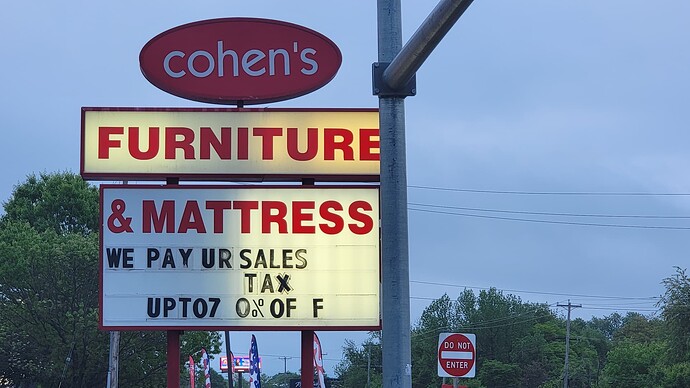 cohen's
FURNITURE
& MATTRESS
WE PAY UR SALES
TAX
UPTO7 0% OF F
DO NOT
ENTER